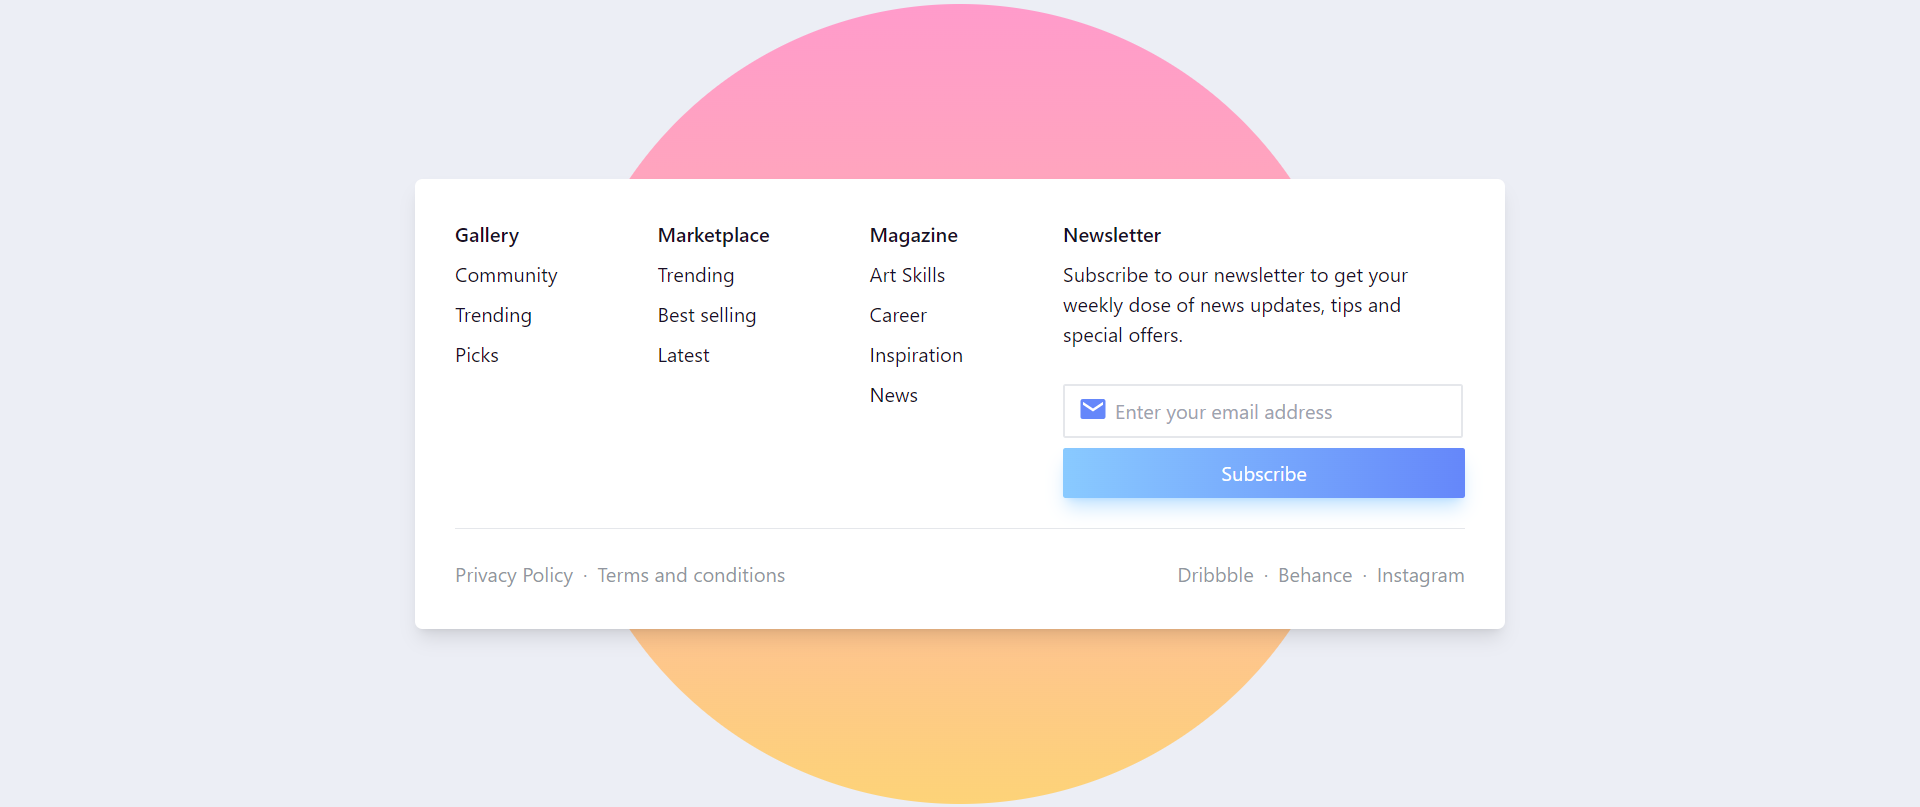 Gallery
Community
Trending
Picks
Marketplace
Trending
Best selling
Latest
Magazine
Art Skills
Career
Inspiration
News
Newsletter
Subscribe to our newsletter to get your
weekly dose of news updates, tips and
special offers.
Enter your email address
Subscribe
Privacy Policy · Terms and conditions
Dribbble · Behance · Instagram